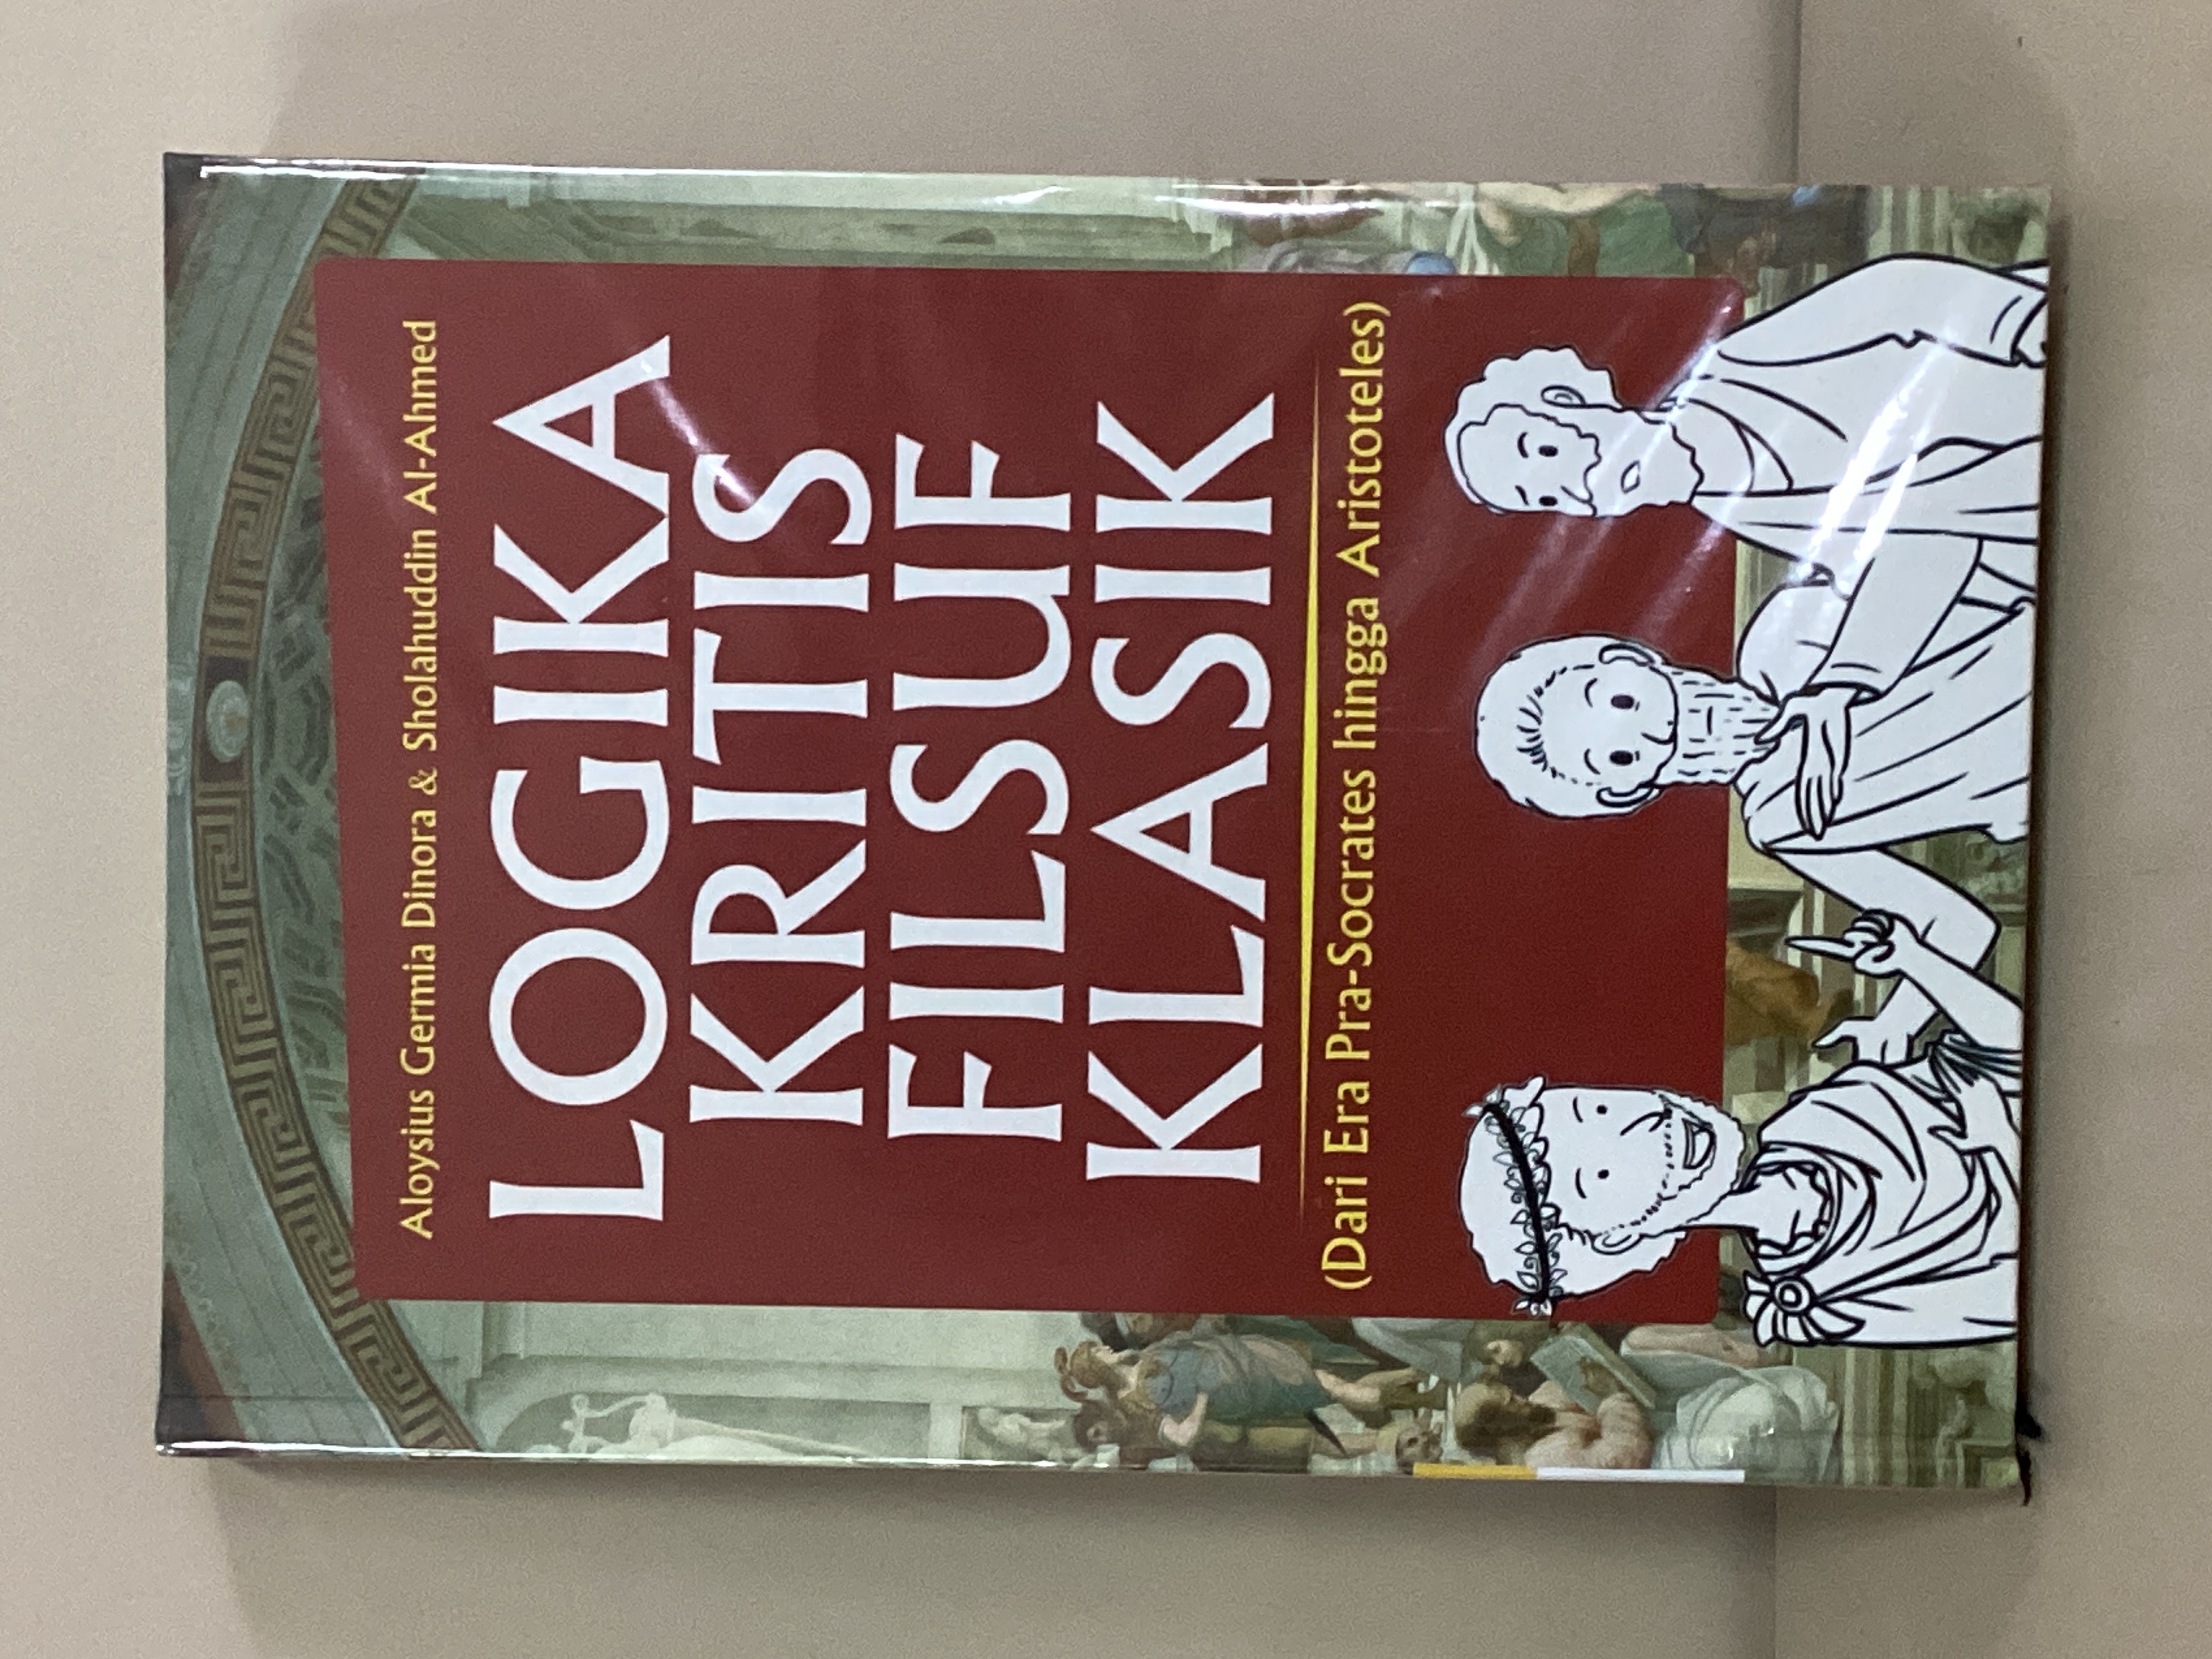 Aloysius Germia Dinora & Sholahuddin Al-Ahmed
LOGIKA
KRITIS
FILSUF
KLASIK
(Dari Era Pra-Socrates hingga Aristoteles)